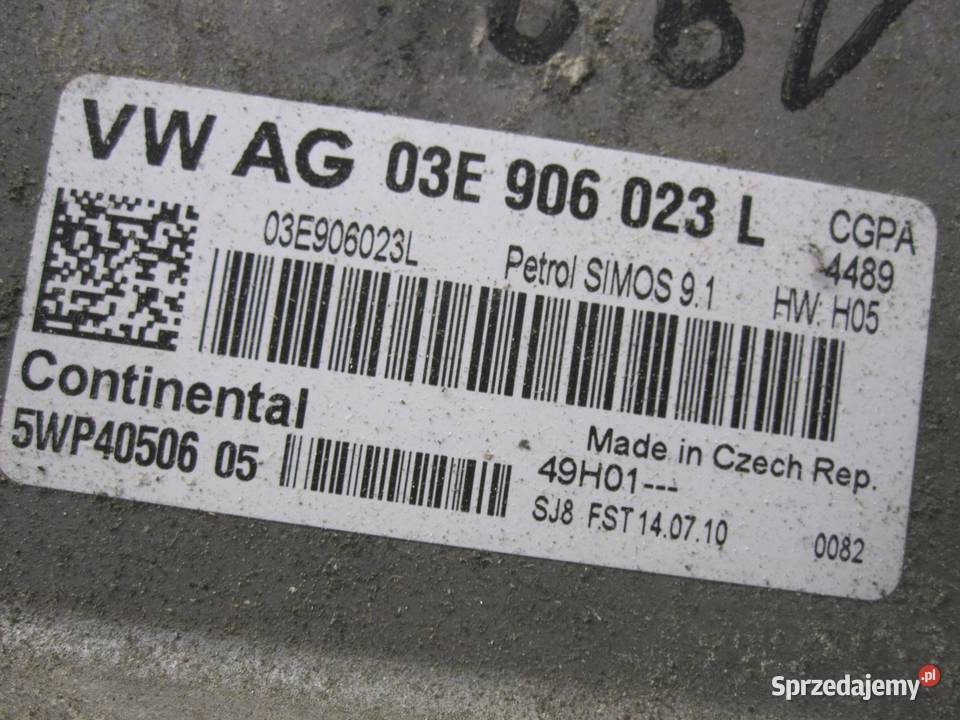 VW AG 03E 906 023 L
CGPA
4489
03E906023L
Petrol SIMOS 9.1
HW: H05
Continental
5WP40506 05
Made in Czech Rep.
49H01---
SJ8 FST 14.07.10
0082
Sprzedajemy.pl